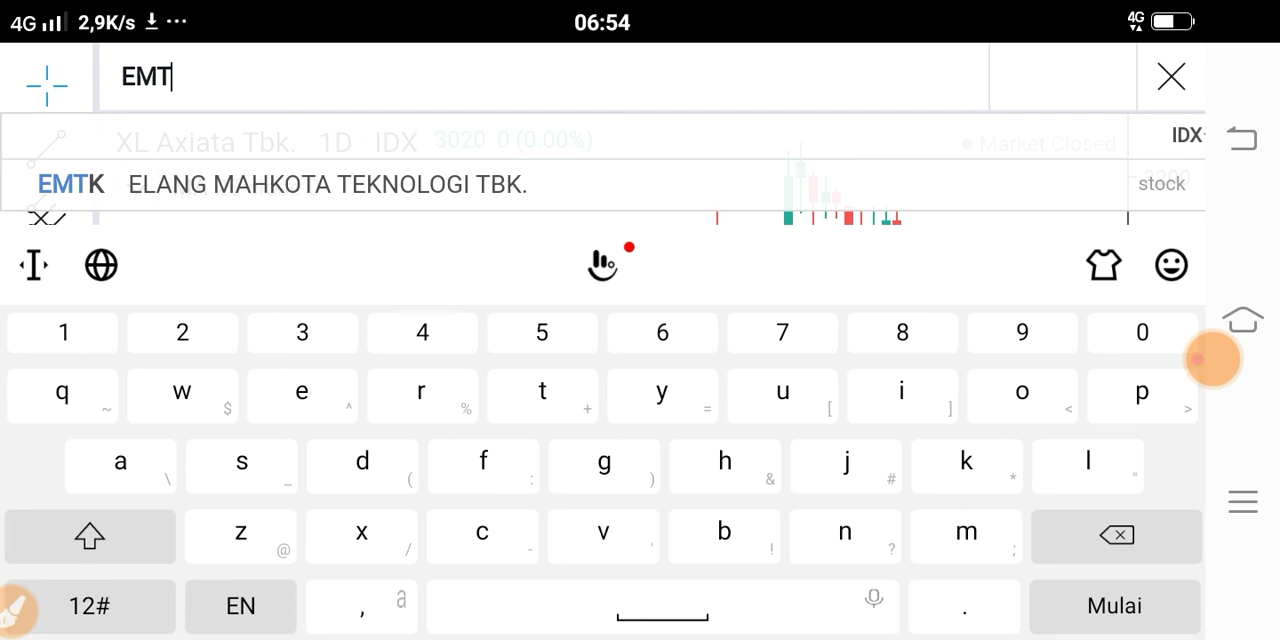 4G 2,9K/s ... 06:54 4G
EMT
XL Axiata Tbk. 1D IDX 3020 0 (0.00%) Market Closed IDX
EMTK ELANG MAHKOTA TEKNOLOGI TBK. 3200 stock
1 2 3 4 5 6 7 8 9 0
q ~ w $ e ^ r % t + y = u [ i ] o < p >
a \ s _ d ( f : g ) h & j # k * l "
z @ x / c - v ' b ! n ? m ;
12# EN , a . Mulai